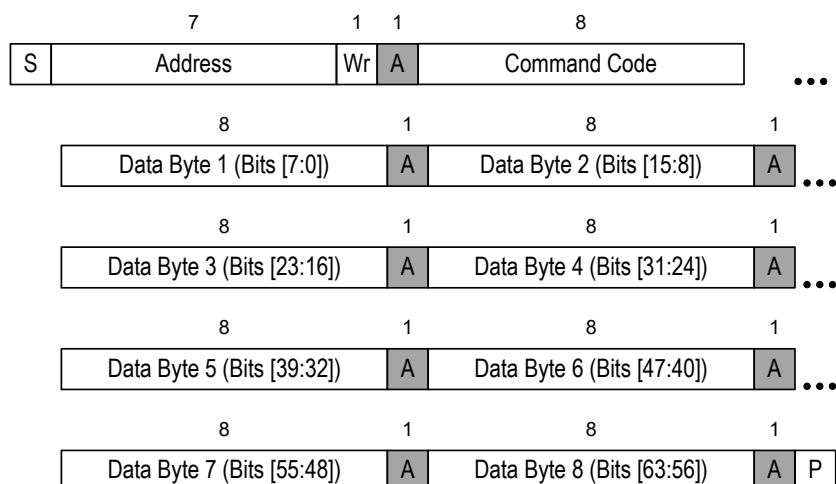 7 1 1 8
S Address Wr A Command Code ...
8 1 8 1
Data Byte 1 (Bits [7:0]) A Data Byte 2 (Bits [15:8]) A ...
8 1 8 1
Data Byte 3 (Bits [23:16]) A Data Byte 4 (Bits [31:24]) A ...
8 1 8 1
Data Byte 5 (Bits [39:32]) A Data Byte 6 (Bits [47:40]) A ...
8 1 8 1
Data Byte 7 (Bits [55:48]) A Data Byte 8 (Bits [63:56]) A P